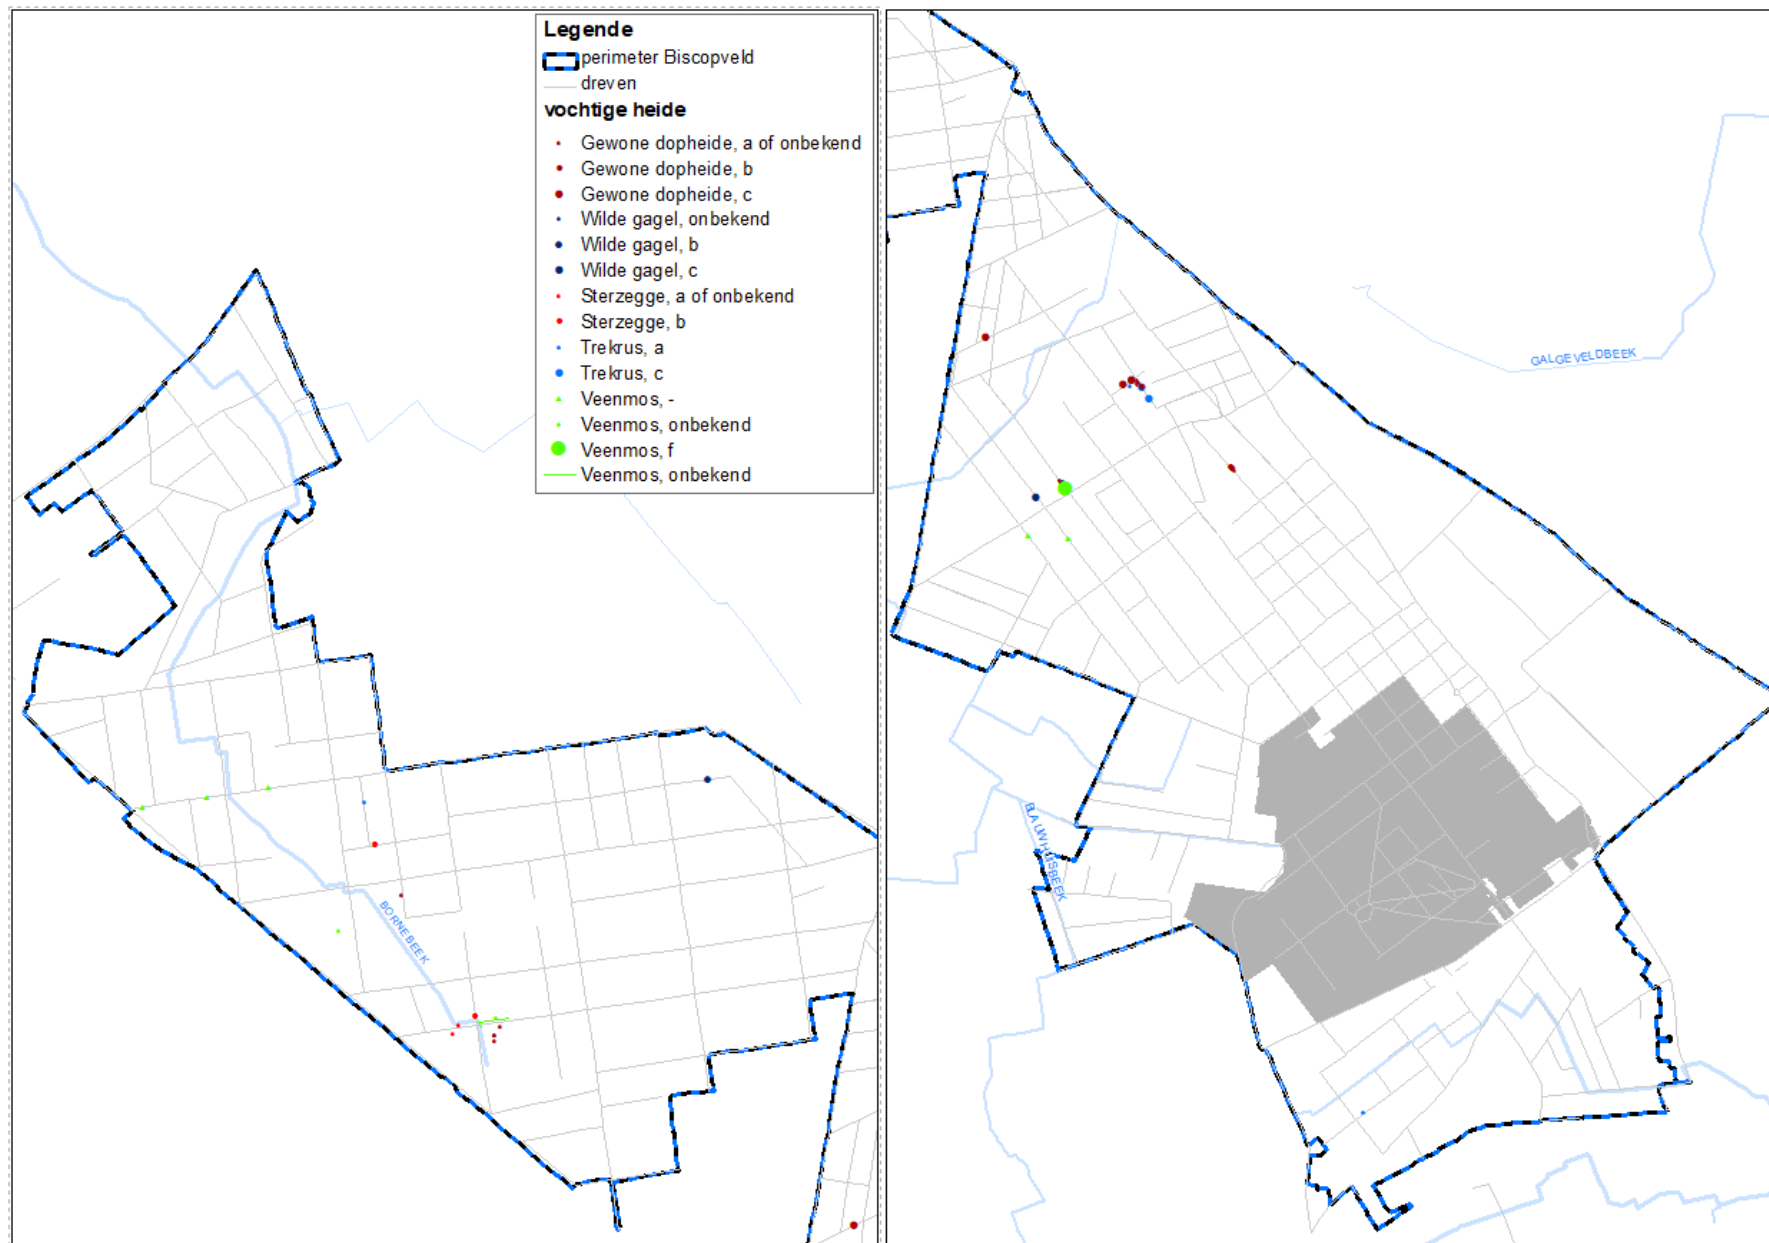 Legende
perimeter Biscopveld
dreven
vochtige heide
Gewone dopheide, a of onbekend
Gewone dopheide, b
Gewone dopheide, c
Wilde gagel, onbekend
Wilde gagel, b
Wilde gagel, c
Sterzegge, a of onbekend
Sterzegge, b
Trekrus, a
Trekrus, c
Veenmos, -
Veenmos, onbekend
Veenmos, f
Veenmos, onbekend
BORNEBEEK
GALGEVELDBEEK
BLAUWHUISBEEK